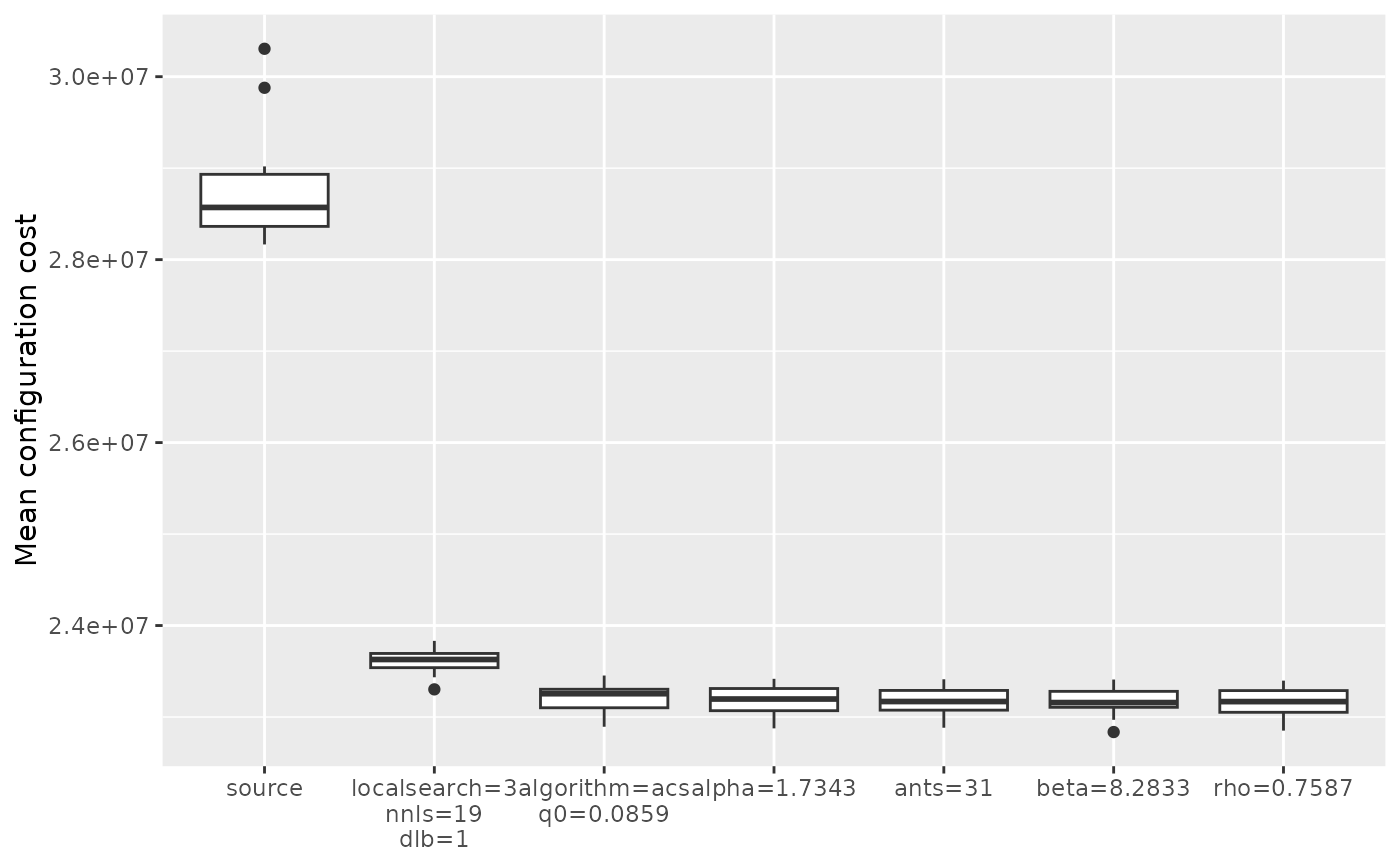 Mean configuration cost
3.0e+07
2.8e+07
2.6e+07
2.4e+07
source
localsearch=3
nnls=19
dlb=1
algorithm=acs
q0=0.0859
alpha=1.7343
ants=31
beta=8.2833
rho=0.7587